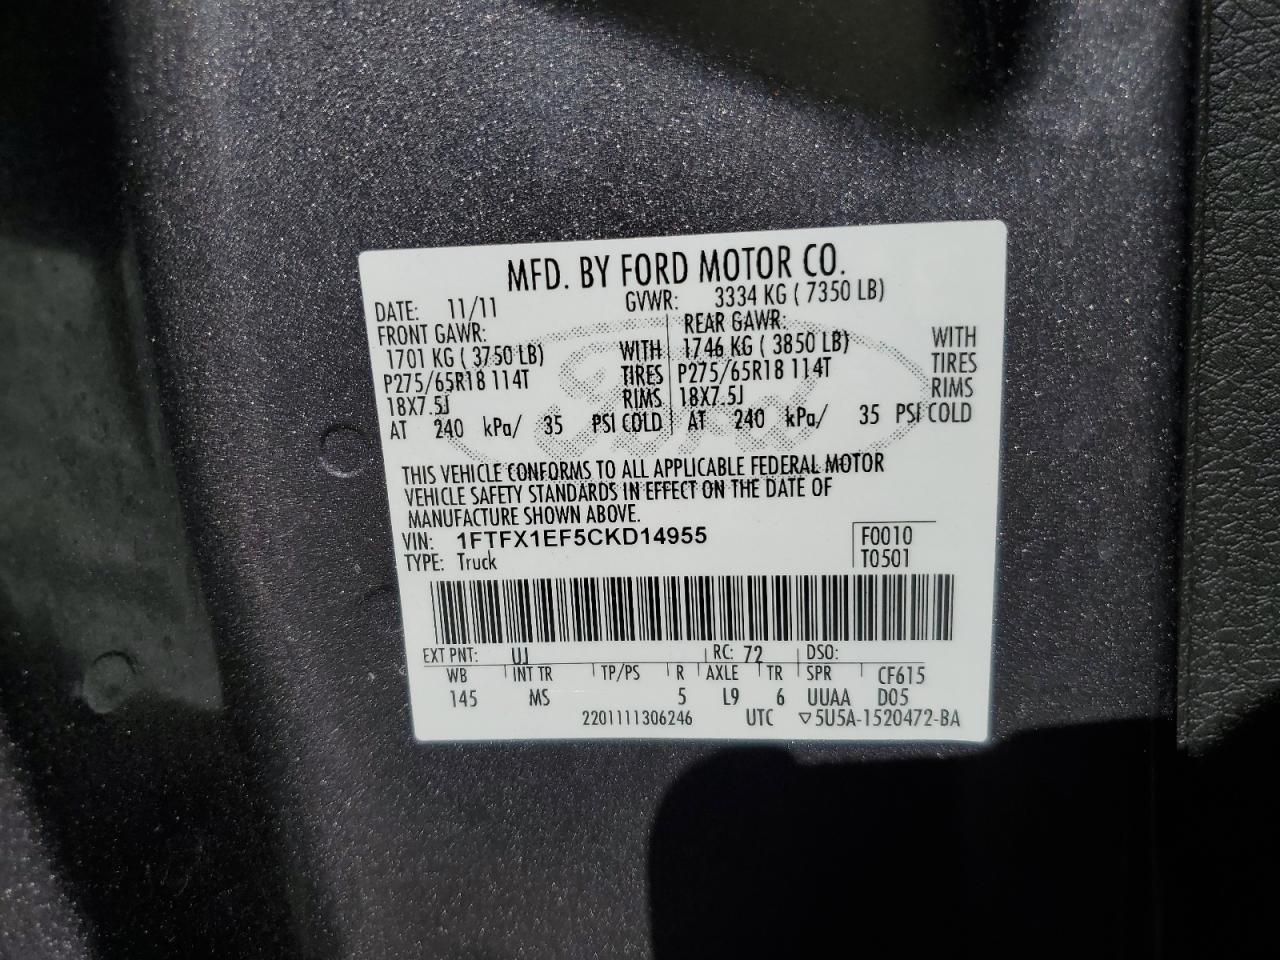 MFD. BY FORD MOTOR CO.
DATE: 11/11 GVWR: 3334 KG ( 7350 LB)
FRONT GAWR: REAR GAWR:
1701 KG ( 3750 LB) WITH 1746 KG ( 3850 LB) WITH
P275/65R18 114T TIRES P275/65R18 114T TIRES
18X7.5J RIMS 18X7.5J RIMS
AT 240 kPa/ 35 PSI COLD AT 240 kPa/ 35 PSI COLD
Ford
THIS VEHICLE CONFORMS TO ALL APPLICABLE FEDERAL MOTOR
VEHICLE SAFETY STANDARDS IN EFFECT ON THE DATE OF
MANUFACTURE SHOWN ABOVE.
VIN: 1FTFX1EF5CKD14955 F0010
TYPE: Truck T0501
EXT PNT: UJ RC: 72 DSO:
WB INT TR TP/PS R AXLE TR SPR CF615
145 MS 5 L9 6 UUAA D05
2201111306246 UTC ▽5U5A-1520472-BA